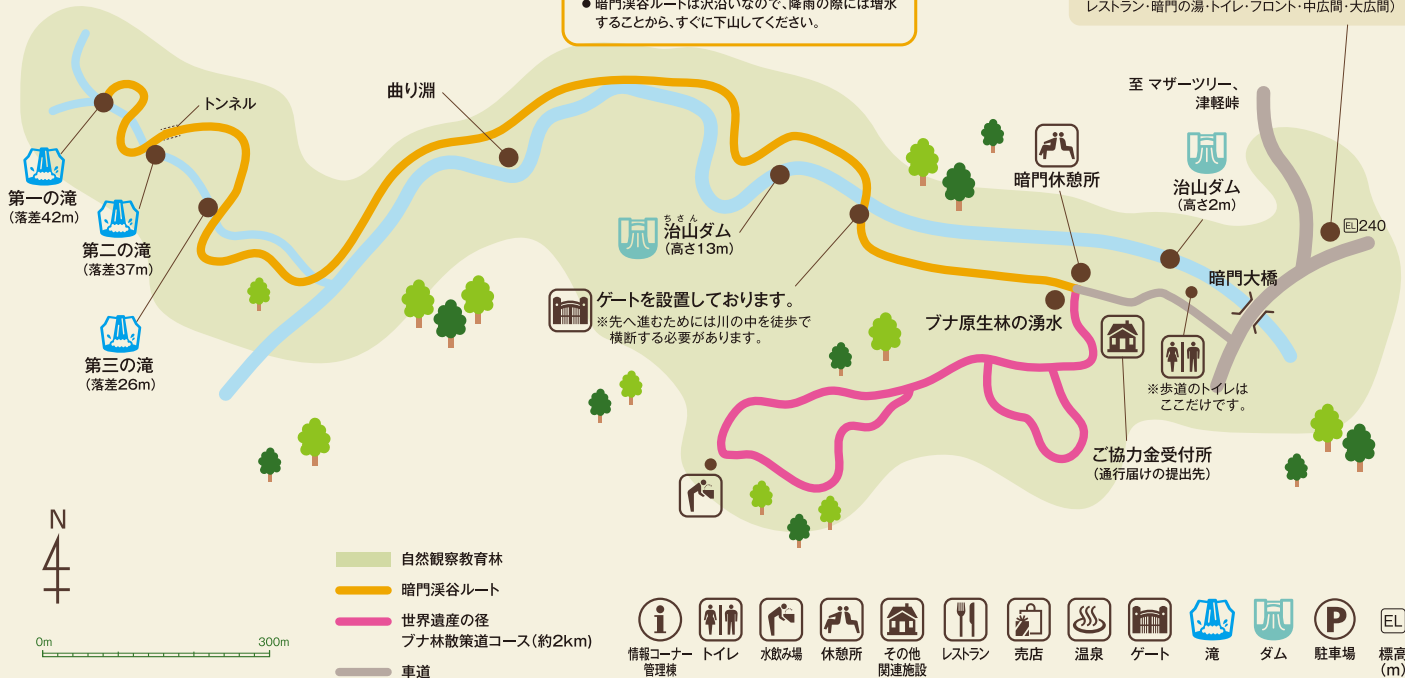 ● 暗門渓谷ルートは沢沿いなので、降雨の際には増水
することから、すぐに下山してください。
レストラン・暗門の湯・トイレ・フロント・中広間・大広間）
トンネル
曲り淵
至 マザーツリー、
津軽峠
暗門休憩所
治山ダム
（高さ2m）
第一の滝
（落差42m）
第二の滝
（落差37m）
ちさん
治山ダム
（高さ13m）
EL240
暗門大橋
ゲートを設置しております。
※先へ進むためには川の中を徒歩で
横断する必要があります。
ブナ原生林の湧水
第三の滝
（落差26m）
※歩道のトイレは
ここだけです。
ご協力金受付所
（通行届けの提出先）
N
0m 300m
自然観察教育林
暗門渓谷ルート
世界遺産の径
ブナ林散策道コース（約2km）
車道
情報コーナー
管理棟
トイレ
水飲み場
休憩所
その他
関連施設
レストラン
売店
温泉
ゲート
滝
ダム
P
駐車場
EL
標高
（m）